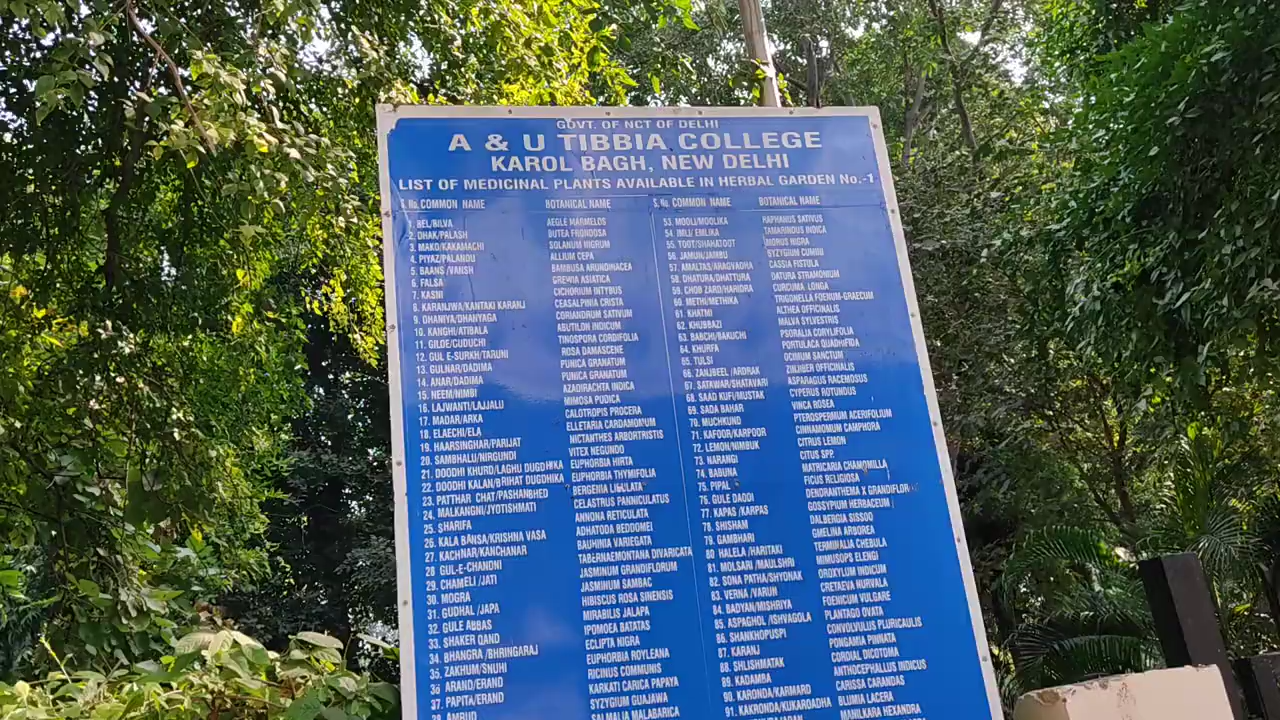 GOVT. OF NCT OF DELHI
A & U TIBBIA COLLEGE
KAROL BAGH, NEW DELHI
LIST OF MEDICINAL PLANTS AVAILABLE IN HERBAL GARDEN No.-1
S.No. COMMON NAME BOTANICAL NAME
1. BEL/BILVA AEGLE MARMELOS
2. DHAK/PALASH BUTEA FRONDOSA
3. MAKO/KAKAMACHI SOLANUM NIGRUM
4. PIYAZ/PALANDU ALLIUM CEPA
5. BAANS /VANSH BAMBUSA ARUNDINACEA
6. FALSA GREWIA ASIATICA
7. KASNI CICHORIUM INTYBUS
8. KARANJWA/KANTAKI KARANJ CEASALPINIA CRISTA
9. DHANIYA/DHANYAGA CORIANDRUM SATIVUM
10. KANGHI/ATIBALA ABUTILON INDICUM
11. GILOE/CUDUCHI TINOSPORA CORDIFOLIA
12. GUL E-SURKH/TARUNI ROSA DAMASCENE
13. GULNAR/DADIMA PUNICA GRANATUM
14. ANAR/DADIMA PUNICA GRANATUM
15. NEEM/NIMBI AZADIRACHTA INDICA
16. LAJWANTI/LAJJALU MIMOSA PUDICA
17. MADAR/ARKA CALOTROPIS PROCERA
18. ELAECHI/ELA ELLETARIA CARDAMOMUM
19. HAARSINGHAR/PARIJAT NICTANTHES ARBORTRISTIS
20. SAMBHALU/NIRGUNDI VITEX NEGUNDO
21. DOODHI KHURD/LAGHU DUGDHIKA EUPHORBIA HIRTA
22. DOODHI KALAN/BRIHAT DUGDHIKA EUPHORBIA THYMIFOLIA
23. PATTHAR CHAT/PASHANBHED BERGENIA LIGULATA
24. MALKANGNI/JYOTISHMATI CELASTRUS PANNICULATUS
25. SHARIFA ANNONA RETICULATA
26. KALA BANSA/KRISHNA VASA ADHATODA BEDDOMEI
27. KACHNAR/KANCHANAR BAUHINIA VARIEGATA
28 GUL-E-CHANDNI TABERNAEMONTANA DIVARICATA
29. CHAMELI /JATI JASMINUM GRANDIFLORUM
30. MOGRA JASMINUM SAMBAC
31. GUDHAL /JAPA HIBISCUS ROSA SINENSIS
32. GULE ABBAS MIRABILIS JALAPA
33. SHAKER QAND IPOMOEA BATATAS
34. BHANGRA /BHRINGARAJ ECLIPTA NIGRA
35. ZAKHUM/SNUHI EUPHORBIA ROYLEANA
36 ARAND/ERAND RICINUS COMMUNIS
37. PAPITA/ERAND KARKATI CARICA PAPAYA
38 AMRUD SYZYGIUM GUAJAWA
SALMALIA MALABARICA
S.No. COMMON NAME BOTANICAL NAME
53. MOOLI/MOOLIKA RAPHANUS SATIVUS
54. IMLI/ EMLIKA TAMARINDUS INDICA
55. TOOT/SHAHATOOT MORUS NIGRA
56. JAMUN/JAMBU SYZYGIUM CUMINI
57. AMALTAS/ARAGVADHA CASSIA FISTULA
58. DHATURA/DHATTURA DATURA STRAMONIUM
59. CHOB ZARD/HARIDRA CURCUMA LONGA
60. METHI/METHIKA TRIGONELLA FOENUM-GRAECUM
61. KHATMI ALTHEA OFFICINALIS
62. KHUBBAZI MALVA SYLVESTRIS
63. BABCHI/BAKUCHI PSORALIA CORYLIFOLIA
64. KHURFA PORTULACA QUADHIFIDA
65. TULSI OCIMUM SANCTUM
66. ZANJBEEL /ARDRAK ZINJIBER OFFICINALIS
67. SATAWAR/SHATAVARI ASPARAGUS RACEMOSUS
68. SAAD KUFI/MUSTAK CYPERUS ROTUNDUS
69. SADA BAHAR VINCA ROSEA
70. MUCHKUND PTEROSPERMUM ACERIFOLIUM
71. KAFOOR/KARPOOR CINNAMOMUM CAMPHORA
72. LEMON/NIMBUK CITRUS LEMON
73. NARANGI CITUS SPP.
74. BABUNA MATRICARIA CHAMOMILLA
75. PIPAL FICUS RELIGIOSA
76. GULE DADOI DENDRANTHEMA X GRANDIFLOR
77. KAPAS /KARPAS GOSSYPIUM HERBACEUM
78. SHISHAM DALBERGIA SISSOO
79. GAMBHARI GMELINA ARBOREA
80 HALELA /HARITAKI TERMINALIA CHEBULA
81. MOLSARI /MAULSHRI MIMUSOPS ELENGI
82. SONA PATHA/SHYONAK OROXYLUM INDICUM
83. VERNA /VARUN CRETAEVA NURVALA
84. BADYAN/MISHRIYA FOENICUM VULGARE
85. ASPAGHOL /ISHVAGOLA PLANTAGO OVATA
86. SHANKHOPUSPI CONVOLVULUS PLURICAULIS
87. KARANJ PONGAMIA PINNATA
88. SHLISHMATAK CORDIAL DICOTOMA
89. KADAMBA ANTHOCEPHALLUS INDICUS
90. KARONDA/KARMARD CARISSA CARANDAS
91. KAKRONDHA/KUKAROADHA BLUMIA LACERA
MANILKARA HEXANDRA